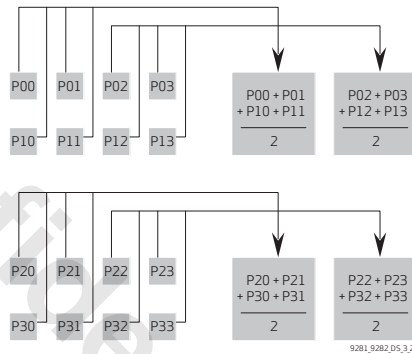 P00 P01 P02 P03
P10 P11 P12 P13
P00 + P01
+ P10 + P11
2
P02 + P03
+ P12 + P13
2
P20 P21 P22 P23
P30 P31 P32 P33
P20 + P21
+ P30 + P31
2
P22 + P23
+ P32 + P33
2